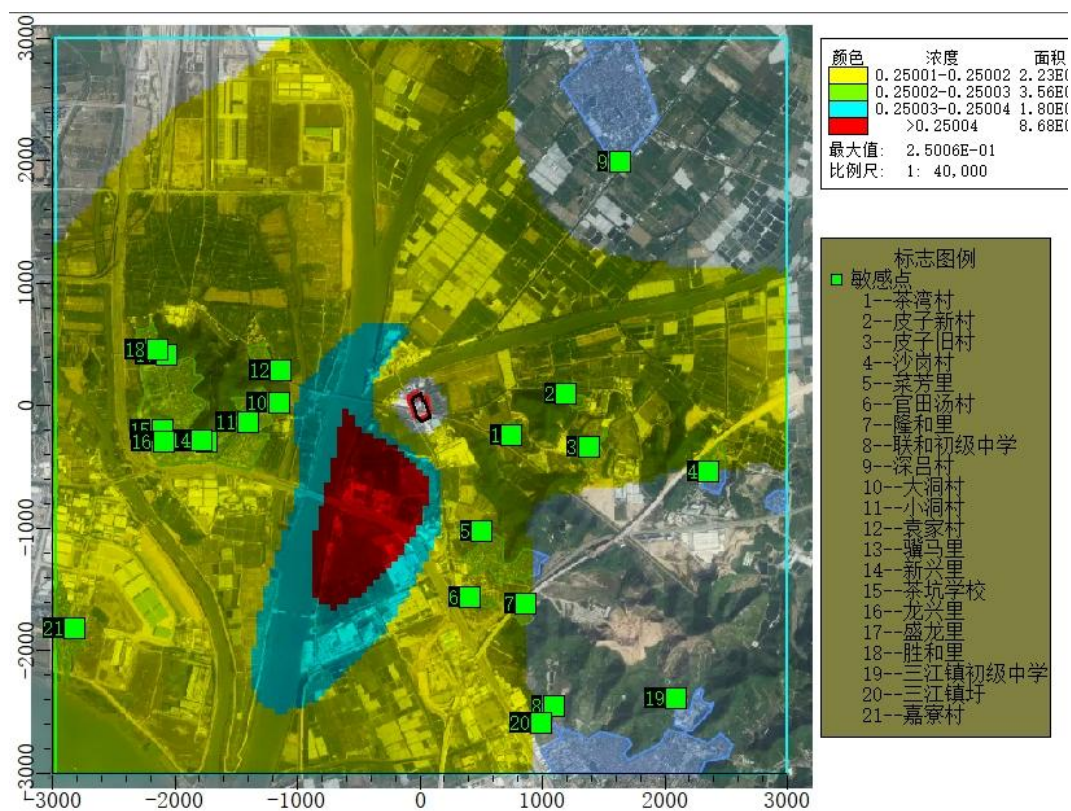 颜色 浓度 面积
0.25001-0.25002 2.23E0
0.25002-0.25003 3.56E0
0.25003-0.25004 1.80E0
>0.25004 8.68E0
最大值: 2.5006E-01
比例尺: 1: 40,000
标志图例
敏感点
1--茶湾村
2--皮子新村
3--皮子旧村
4--沙岗村
5--菜芳里
6--官田汤村
7--隆和里
8--联和初级中学
9--深吕村
10--大洞村
11--小洞村
12--袁家村
13--骥马里
14--新兴里
15--茶坑学校
16--龙兴里
17--盛龙里
18--胜和里
19--三江镇初级中学
20--三江镇圩
21--嘉寮村
3000
2000
1000
0
-1000
-2000
-3000
-3000 -2000 -1000 0 1000 2000 3000
9
18
12
2
10
11
1
15
16
14
3
4
5
6
7
21
19
8
20